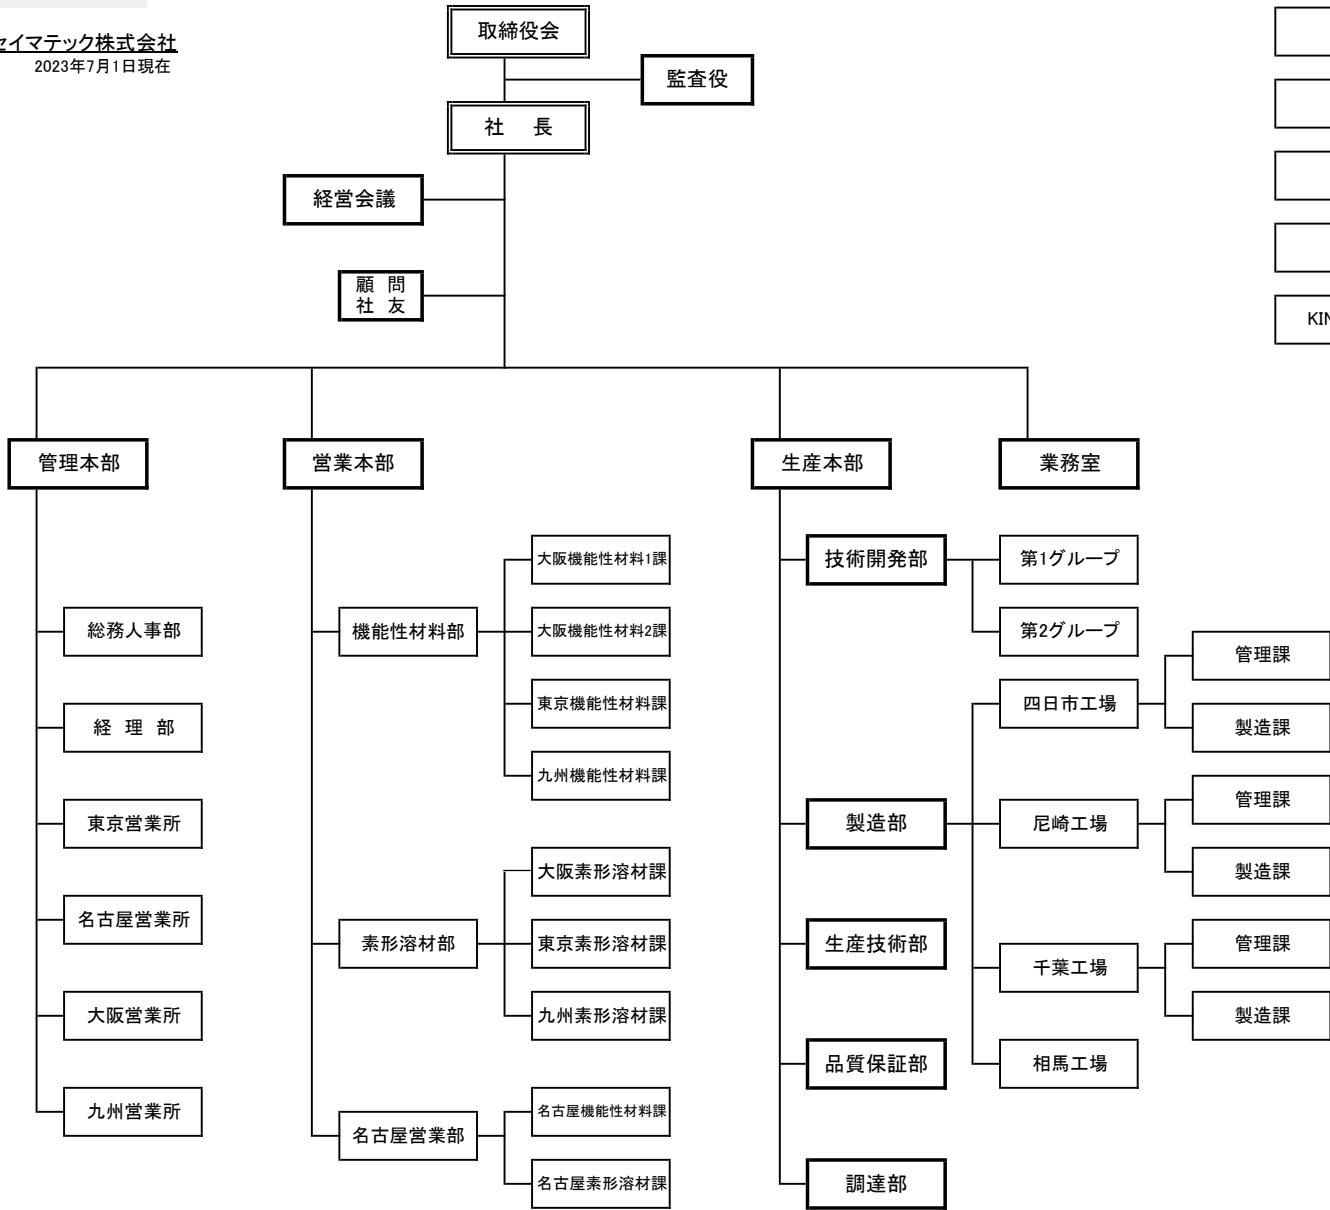 セイマテック株式会社
2023年7月1日現在
取締役会
監査役
社 長
経営会議
顧 問
社 友
KIN
管理本部
営業本部
生産本部
業務室
総務人事部
経 理 部
東京営業所
名古屋営業所
大阪営業所
九州営業所
機能性材料部
大阪機能性材料1課
大阪機能性材料2課
東京機能性材料課
九州機能性材料課
素形溶材部
大阪素形溶材課
東京素形溶材課
九州素形溶材課
名古屋営業部
名古屋機能性材料課
名古屋素形溶材課
技術開発部
第1グループ
第2グループ
製造部
四日市工場
管理課
製造課
尼崎工場
管理課
製造課
千葉工場
管理課
製造課
相馬工場
生産技術部
品質保証部
調達部